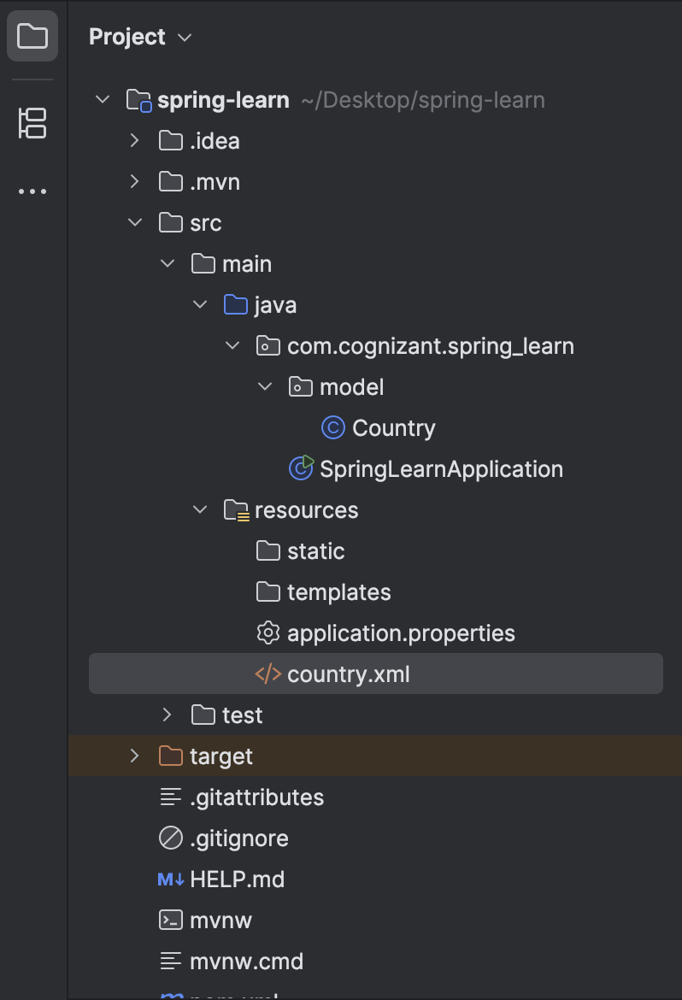 Project
spring-learn ~/Desktop/spring-learn
.idea
.mvn
src
main
java
com.cognizant.spring_learn
model
C Country
C SpringLearnApplication
resources
static
templates
application.properties
</> country.xml
test
target
.gitattributes
.gitignore
M↓ HELP.md
mvnw
mvnw.cmd